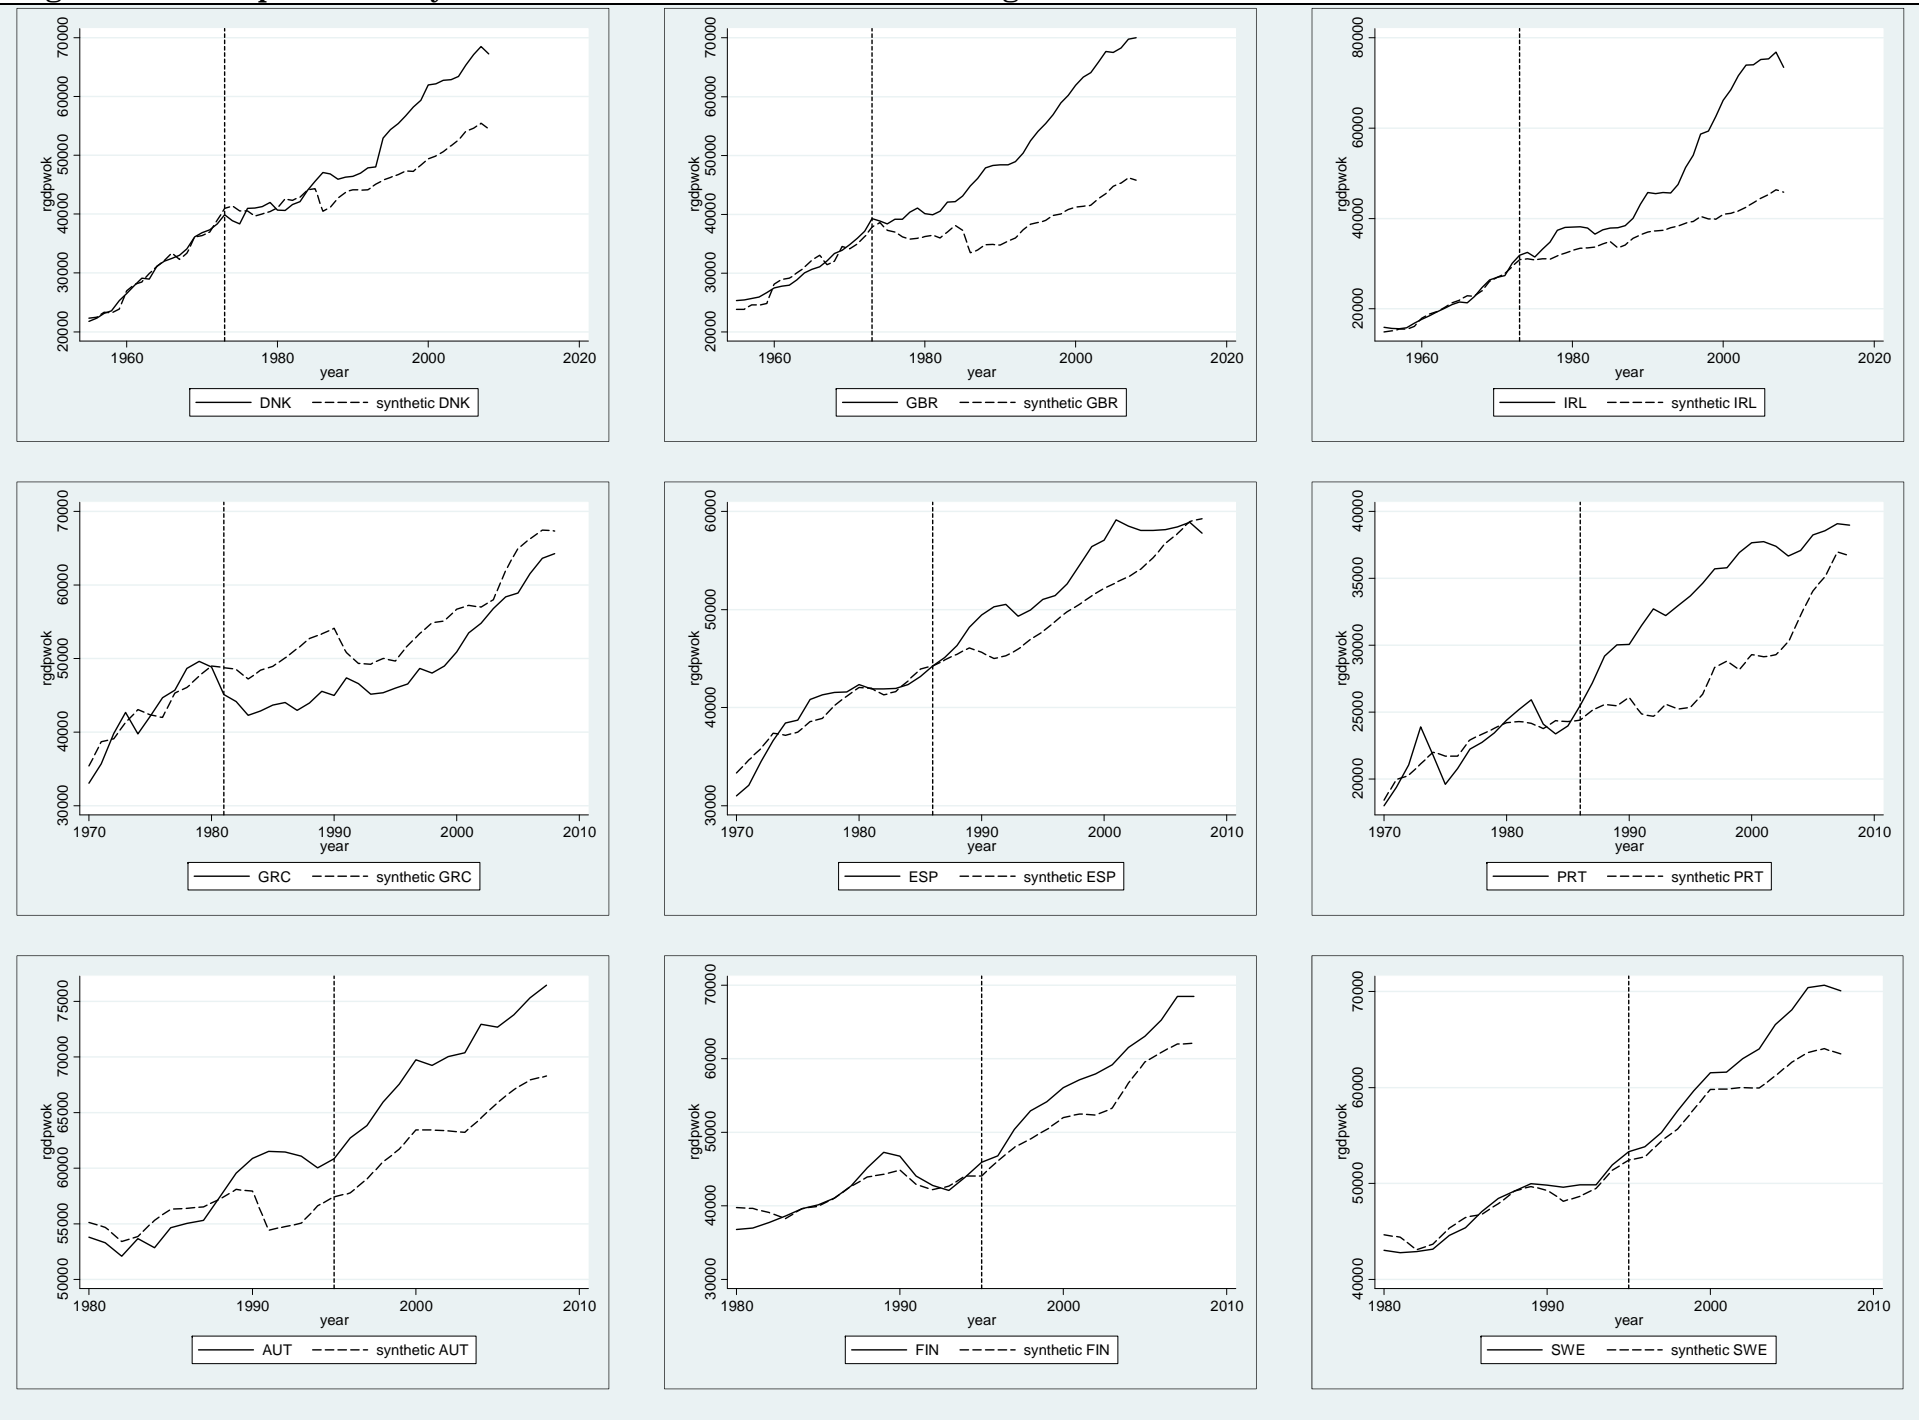 70000
60000
50000
40000
30000
20000
rgdpwok
1960 1980 2000 2020
year
DNK synthetic DNK
70000
60000
50000
40000
30000
20000
rgdpwok
1960 1980 2000 2020
year
GBR synthetic GBR
80000
60000
40000
20000
rgdpwok
1960 1980 2000 2020
year
IRL synthetic IRL
70000
60000
50000
40000
30000
rgdpwok
1970 1980 1990 2000 2010
year
GRC synthetic GRC
60000
50000
40000
30000
rgdpwok
1970 1980 1990 2000 2010
year
ESP synthetic ESP
40000
35000
30000
25000
20000
rgdpwok
1970 1980 1990 2000 2010
year
PRT synthetic PRT
75000
70000
65000
60000
55000
50000
rgdpwok
1980 1990 2000 2010
year
AUT synthetic AUT
70000
60000
50000
40000
30000
rgdpwok
1980 1990 2000 2010
year
FIN synthetic FIN
70000
60000
50000
40000
rgdpwok
1980 1990 2000 2010
year
SWE synthetic SWE